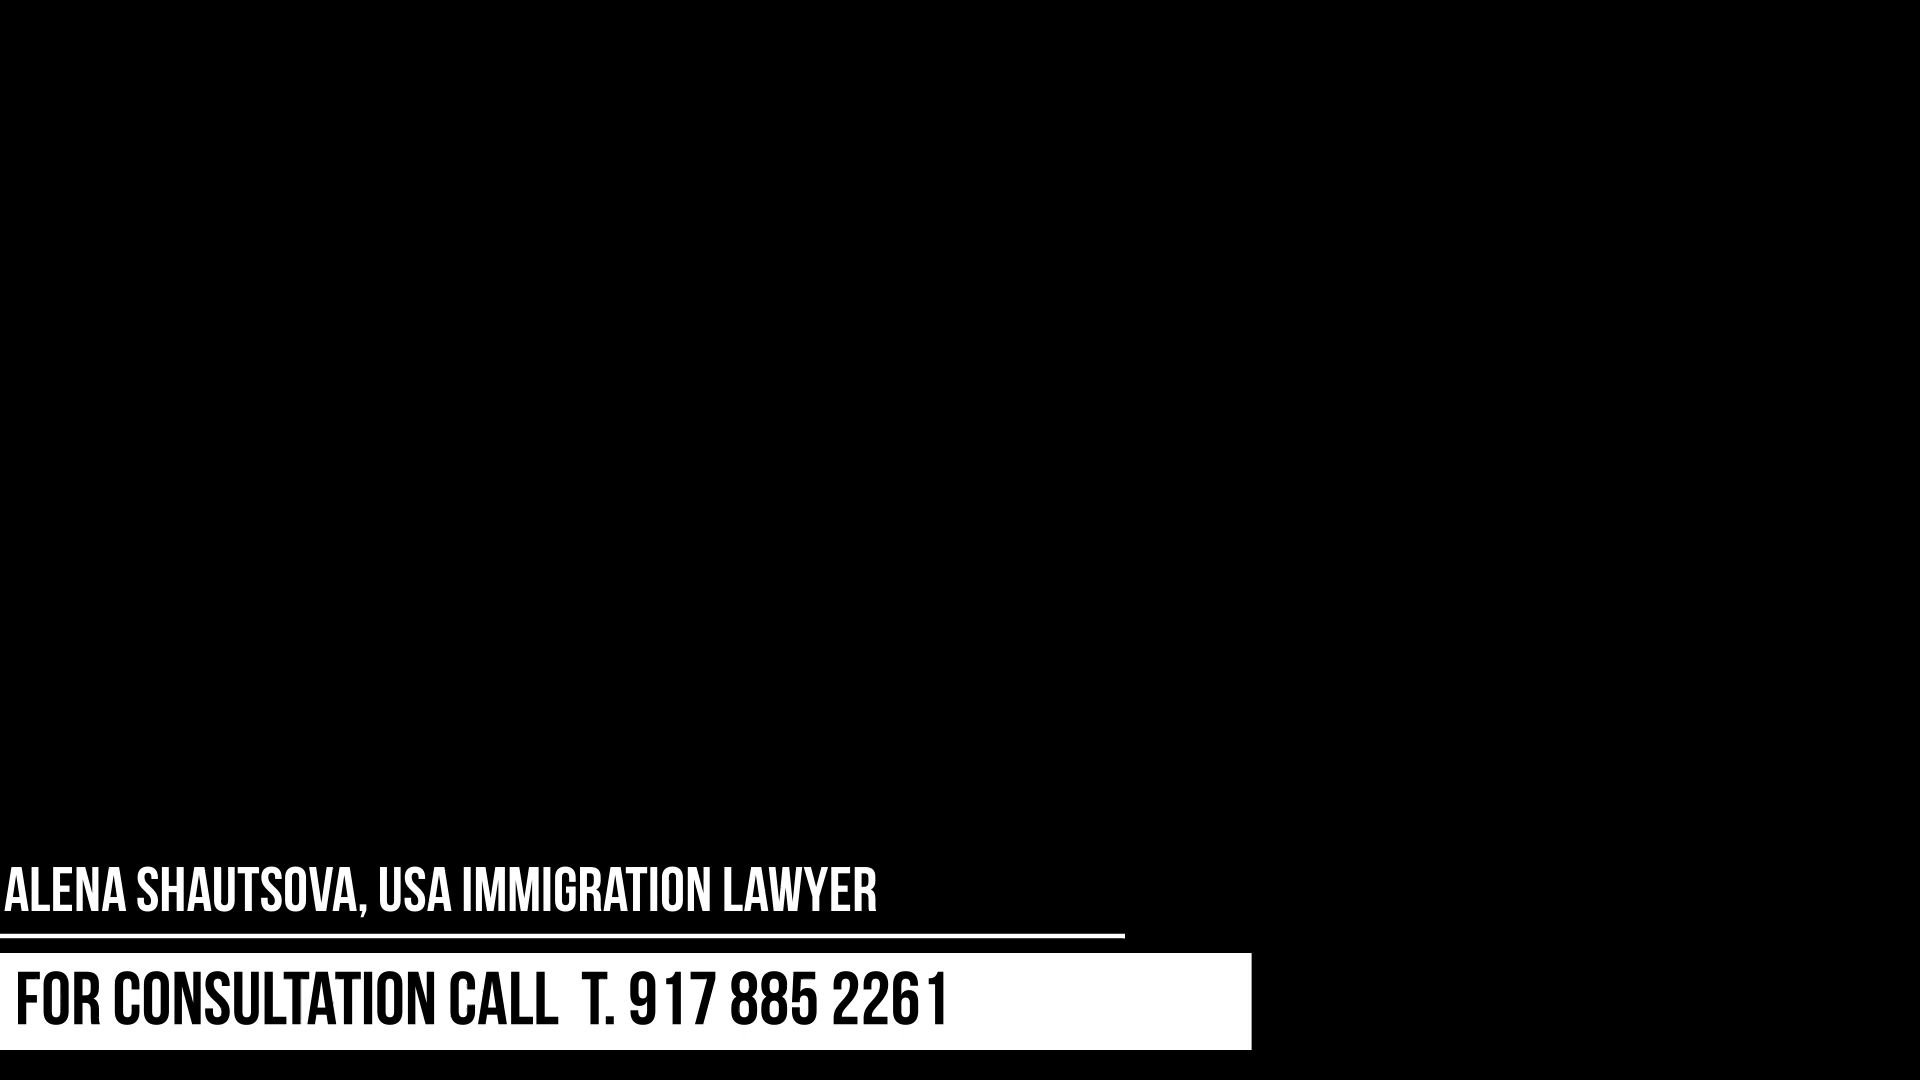 ALENA SHAUTSOVA, USA IMMIGRATION LAWYER
FOR CONSULTATION CALL T. 917 885 2261